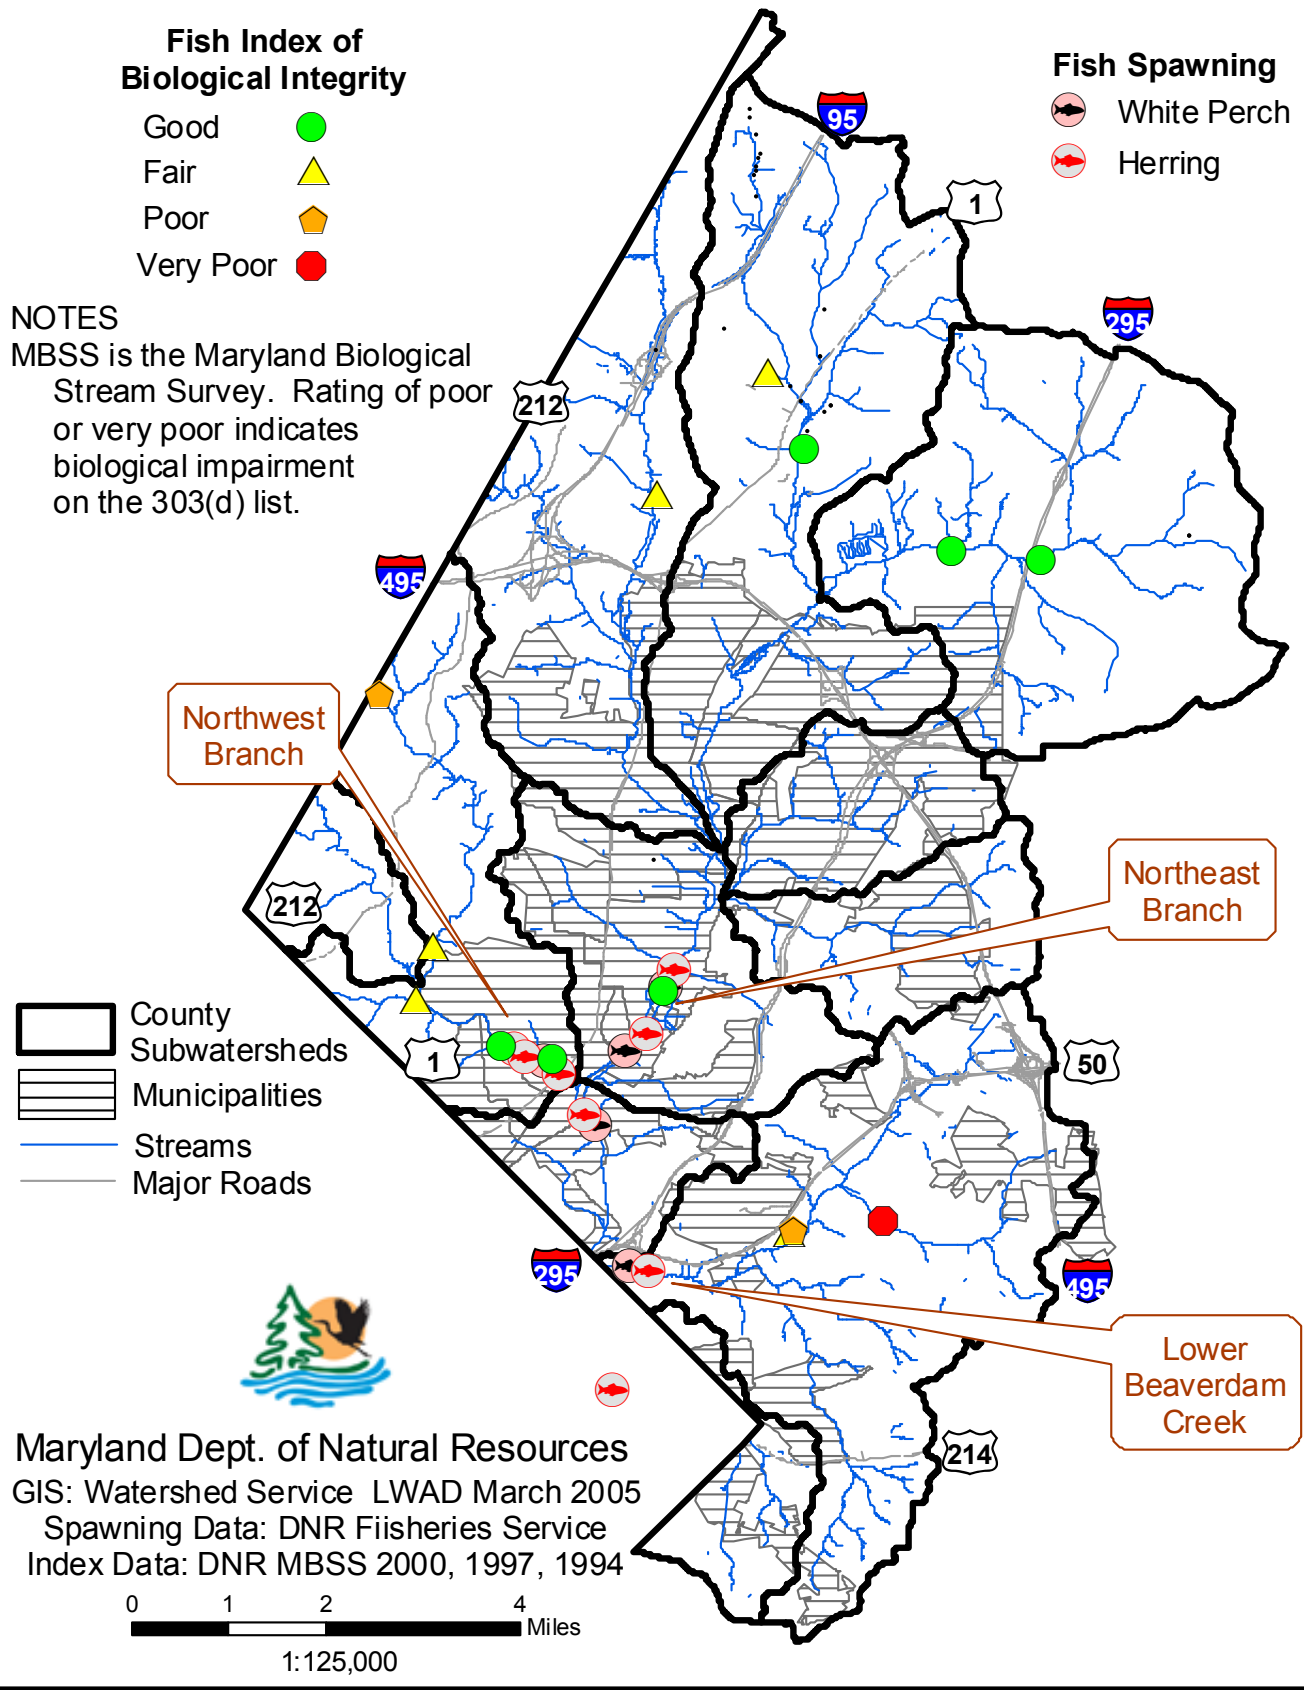 Fish Index of
Biological Integrity
Good
Fair
Poor
Very Poor
NOTES
MBSS is the Maryland Biological
Stream Survey. Rating of poor
or very poor indicates
biological impairment
on the 303(d) list.
Fish Spawning
White Perch
Herring
95
1
295
212
495
Northwest
Branch
Northeast
Branch
212
1
50
County
Subwatersheds
Municipalities
Streams
Major Roads
295
495
Lower
Beaverdam
Creek
214
Maryland Dept. of Natural Resources
GIS: Watershed Service LWAD March 2005
Spawning Data: DNR Fiisheries Service
Index Data: DNR MBSS 2000, 1997, 1994
0 1 2 4
Miles
1:125,000